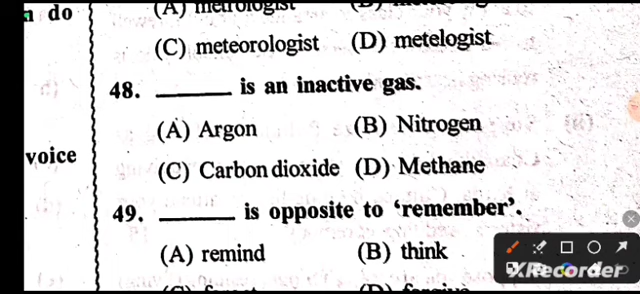 n do
(A) metrologist
(C) meteorologist (D) metelogist
48. ______ is an inactive gas.
(A) Argon (B) Nitrogen
voice
(C) Carbon dioxide (D) Methane
49. ______ is opposite to ‘remember’.
(A) remind (B) think
XRecorder